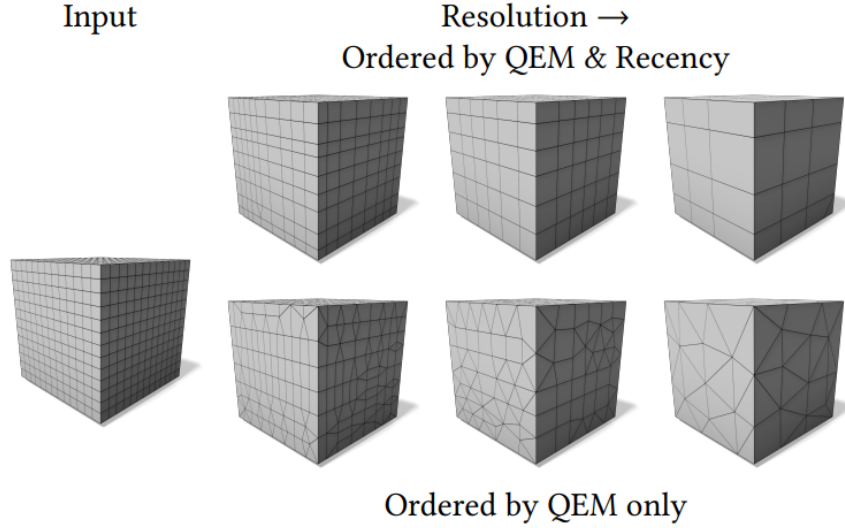 Input
Resolution →
Ordered by QEM & Recency
Ordered by QEM only